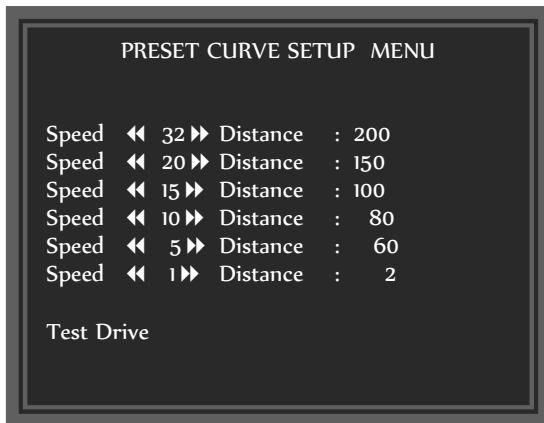 PRESET CURVE SETUP MENU
Speed ⏪ 32 ⏩ Distance : 200
Speed ⏪ 20 ⏩ Distance : 150
Speed ⏪ 15 ⏩ Distance : 100
Speed ⏪ 10 ⏩ Distance : 80
Speed ⏪ 5 ⏩ Distance : 60
Speed ⏪ 1 ⏩ Distance : 2
Test Drive